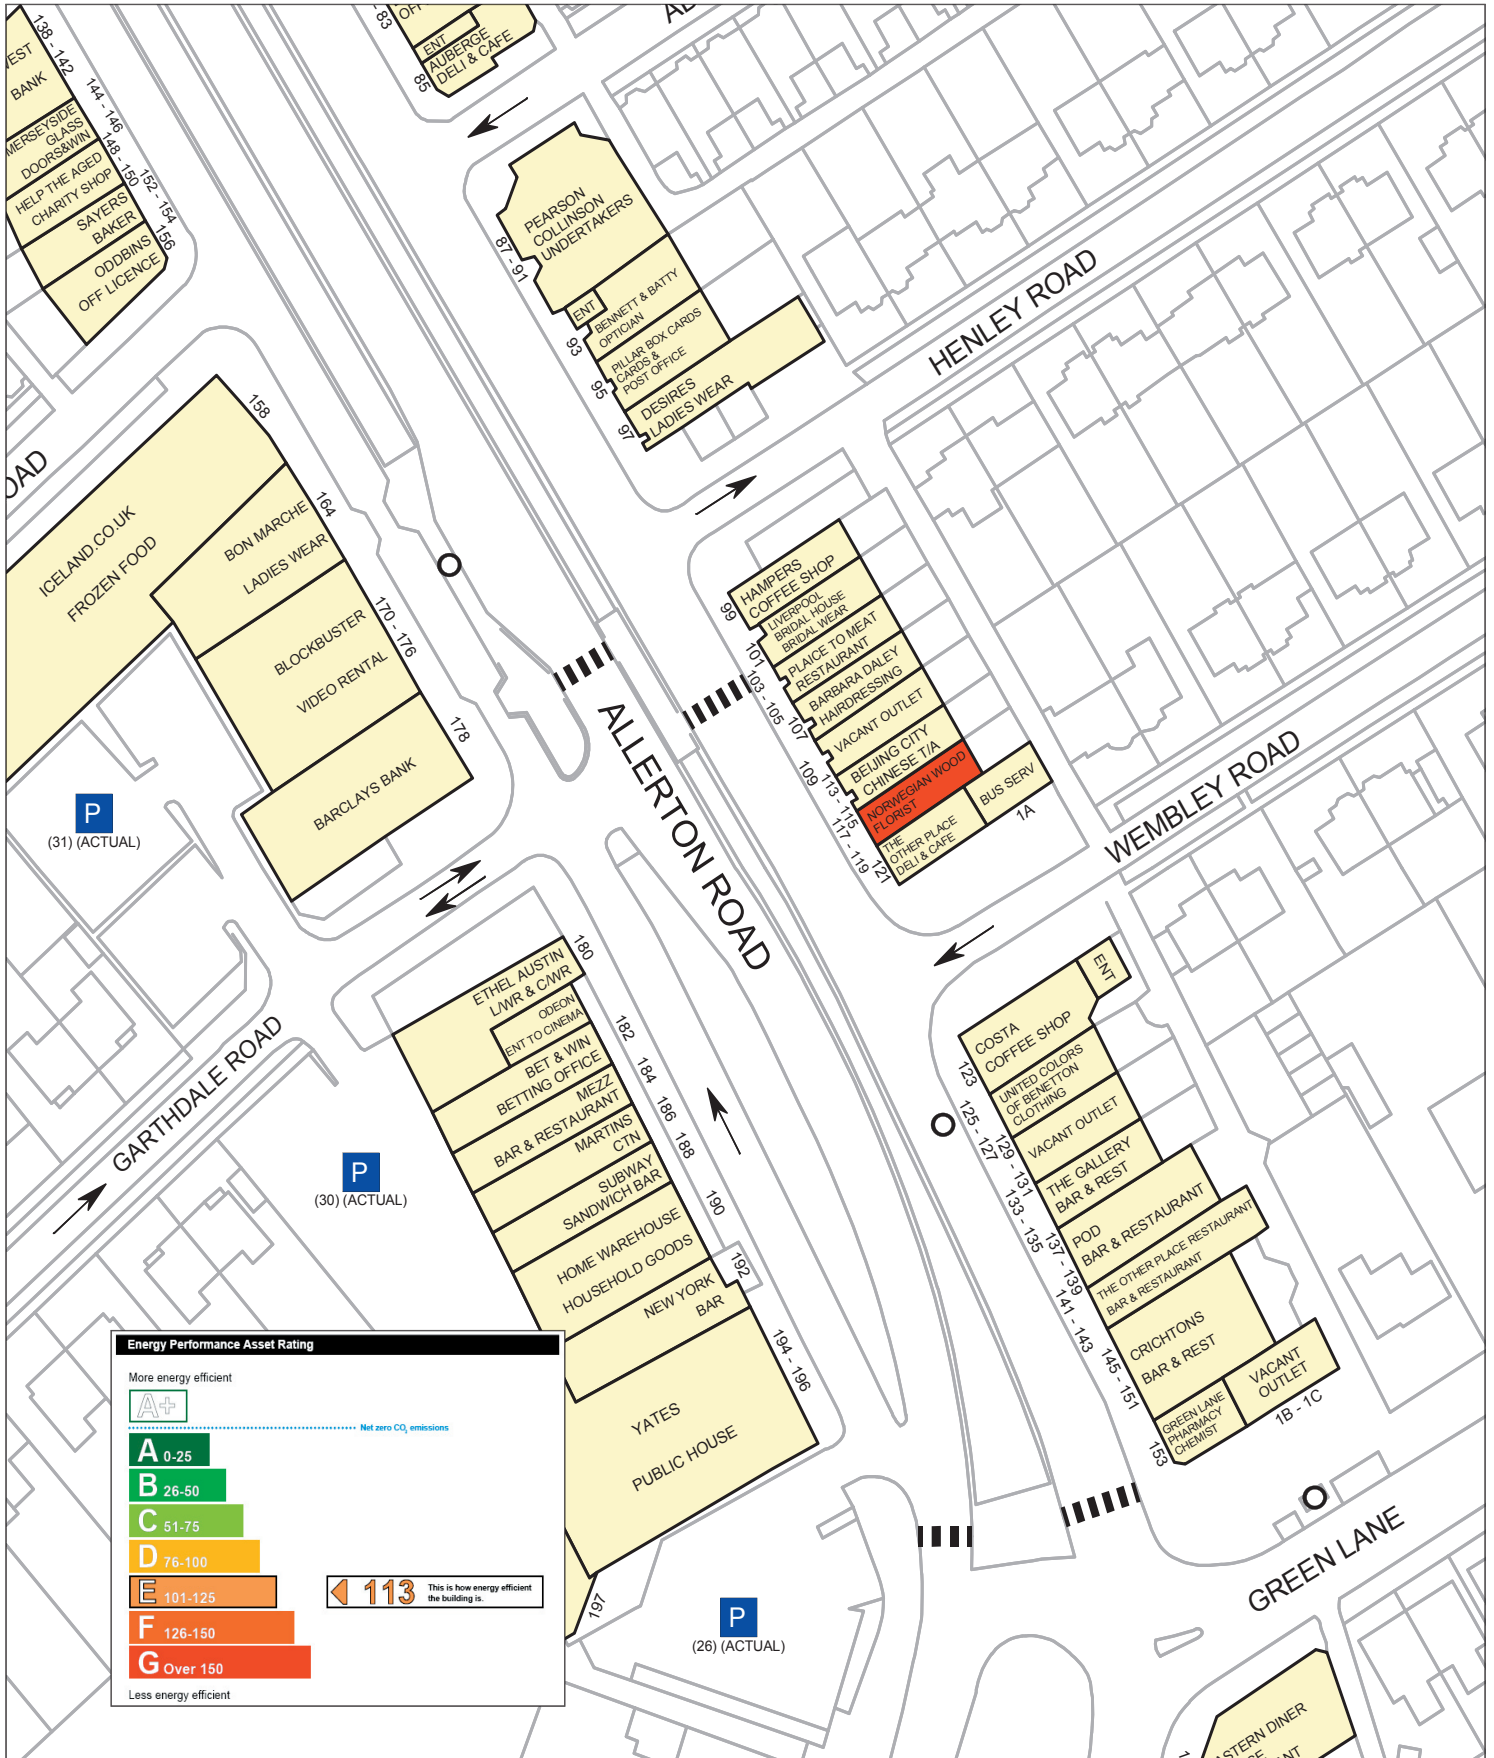 138 - 142
BANK
144 - 146
MERSEYSIDE
GLASS
DOORS&WIN
148 - 150
HELP THE AGED
CHARITY SHOP
152 - 154
SAYERS
BAKER
156
ODDBINS
OFF LICENCE
83
ENT
AUBERGE
DELI & CAFE
85
PEARSON
COLLINSON
UNDERTAKERS
87 - 91
ENT
BENNETT & BATTY
OPTICIAN
93
PILLAR BOX CARDS
CARDS &
POST OFFICE
95
DESIRES
LADIES WEAR
97
HENLEY ROAD
158
ICELAND.CO.UK
FROZEN FOOD
164
BON MARCHE
LADIES WEAR
170 - 176
BLOCKBUSTER
VIDEO RENTAL
178
BARCLAYS BANK
P
(31) (ACTUAL)
ALLERTON ROAD
HAMPERS
COFFEE SHOP
99
LIVERPOOL
BRIDAL HOUSE
BRIDAL WEAR
101
PLAICE TO MEAT
RESTAURANT
103 - 105
BARBARA DALEY
HAIRDRESSING
107
VACANT OUTLET
109
BEIJING CITY
CHINESE T/A
113 - 115
NORWEGIAN WOOD
FLORIST
117 - 119
THE
OTHER PLACE
DELI & CAFE
121
BUS SERV
1A
WEMBLEY ROAD
GARTHDALE ROAD
P
(30) (ACTUAL)
180
ETHEL AUSTIN
L/WR & C/WR
ODEON
ENT TO CINEMA
182
BET & WIN
BETTING OFFICE
184
MEZZ
BAR & RESTAURANT
186
MARTINS
CTN
188
SUBWAY
SANDWICH BAR
190
HOME WAREHOUSE
HOUSEHOLD GOODS
192
NEW YORK
BAR
194 - 196
YATES
PUBLIC HOUSE
197
ENT
COSTA
COFFEE SHOP
123
UNITED COLORS
OF BENETTON
CLOTHING
125 - 127
VACANT OUTLET
129 - 131
THE GALLERY
BAR & REST
133 - 135
POD
BAR & RESTAURANT
137 - 139
THE OTHER PLACE RESTAURANT
BAR & RESTAURANT
141 - 143
CRICHTONS
BAR & REST
145 - 151
GREEN LANE
PHARMACY
CHEMIST
153
VACANT
OUTLET
1B - 1C
GREEN LANE
P
(26) (ACTUAL)
Energy Performance Asset Rating
More energy efficient
A+
Net zero CO₂ emissions
A 0-25
B 26-50
C 51-75
D 76-100
E 101-125
113 This is how energy efficient
the building is.
F 126-150
G Over 150
Less energy efficient